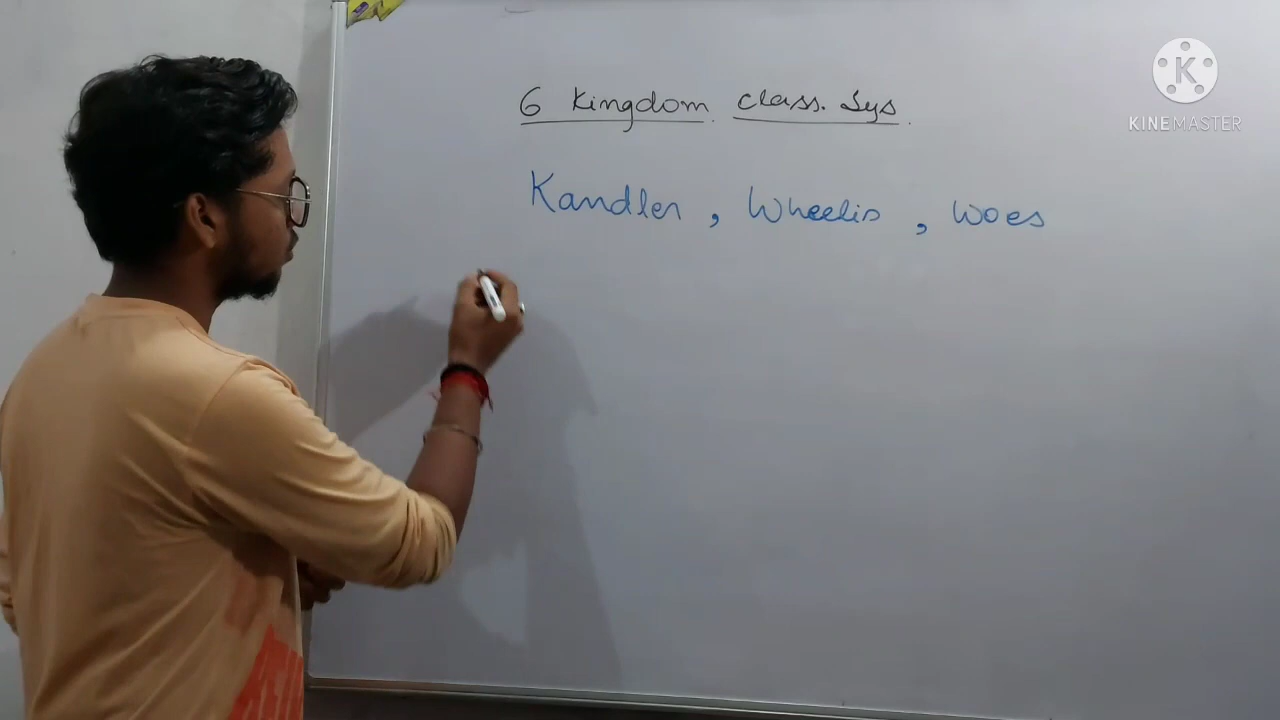 6 Kingdom class. Sys.
Kandler, Wheelis, Woes
K
KINEMASTER